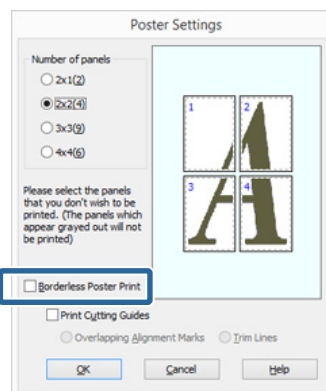 Poster Settings
Number of panels
2x1(2)
2x2(4)
3x3(9)
4x4(6)
Please select the panels
that you don't wish to be
printed. (The panels which
appear grayed out will not
be printed)
1 2
3 4
Borderless Poster Print
Print Cutting Guides
Overlapping Alignment Marks Trim Lines
OK Cancel Help